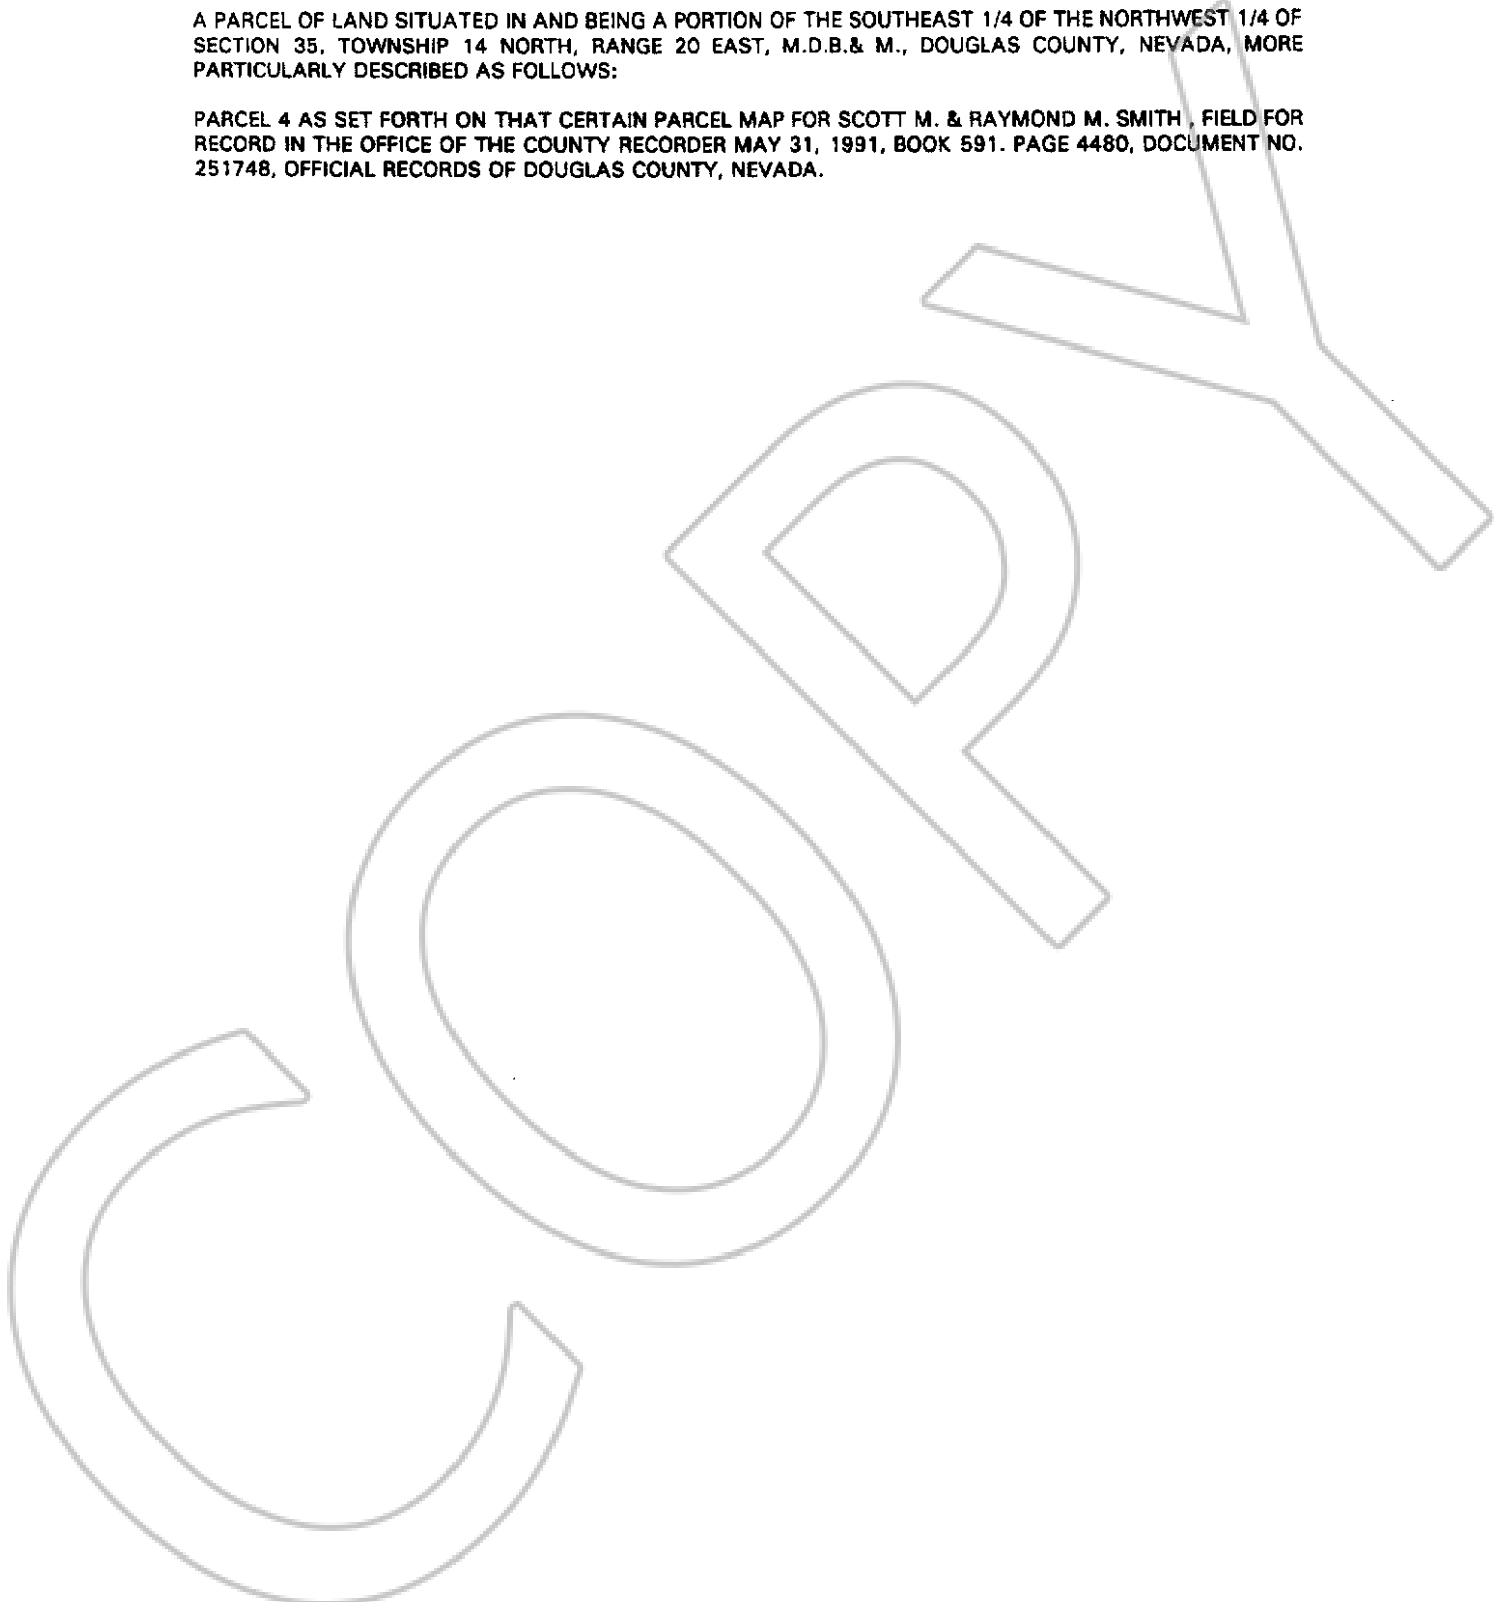 A PARCEL OF LAND SITUATED IN AND BEING A PORTION OF THE SOUTHEAST 1/4 OF THE NORTHWEST 1/4 OF
SECTION 35, TOWNSHIP 14 NORTH, RANGE 20 EAST, M.D.B.& M., DOUGLAS COUNTY, NEVADA, MORE
PARTICULARLY DESCRIBED AS FOLLOWS:
PARCEL 4 AS SET FORTH ON THAT CERTAIN PARCEL MAP FOR SCOTT M. & RAYMOND M. SMITH , FIELD FOR
RECORD IN THE OFFICE OF THE COUNTY RECORDER MAY 31, 1991, BOOK 591. PAGE 4480, DOCUMENT NO.
251748, OFFICIAL RECORDS OF DOUGLAS COUNTY, NEVADA.
COPY